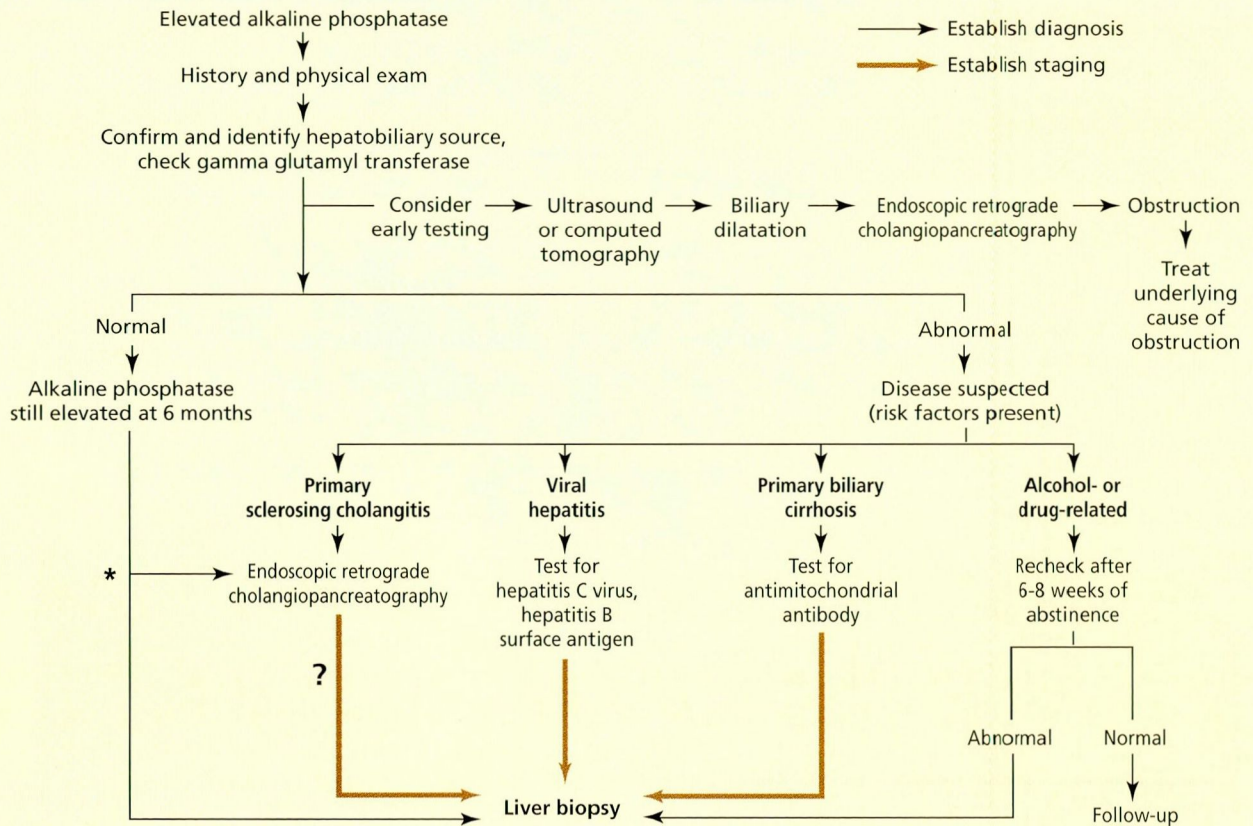 Elevated alkaline phosphatase
Establish diagnosis
Establish staging
History and physical exam
Confirm and identify hepatobiliary source,
check gamma glutamyl transferase
Consider
early testing
Ultrasound
or computed
tomography
Biliary
dilatation
Endoscopic retrograde
cholangiopancreatography
Obstruction
Treat
underlying
cause of
obstruction
Normal
Abnormal
Alkaline phosphatase
still elevated at 6 months
Disease suspected
(risk factors present)
Primary
sclerosing cholangitis
Viral
hepatitis
Primary biliary
cirrhosis
Alcohol- or
drug-related
*
Endoscopic retrograde
cholangiopancreatography
Test for
hepatitis C virus,
hepatitis B
surface antigen
Test for
antimitochondrial
antibody
Recheck after
6-8 weeks of
abstinence
?
Abnormal
Normal
Liver biopsy
Follow-up